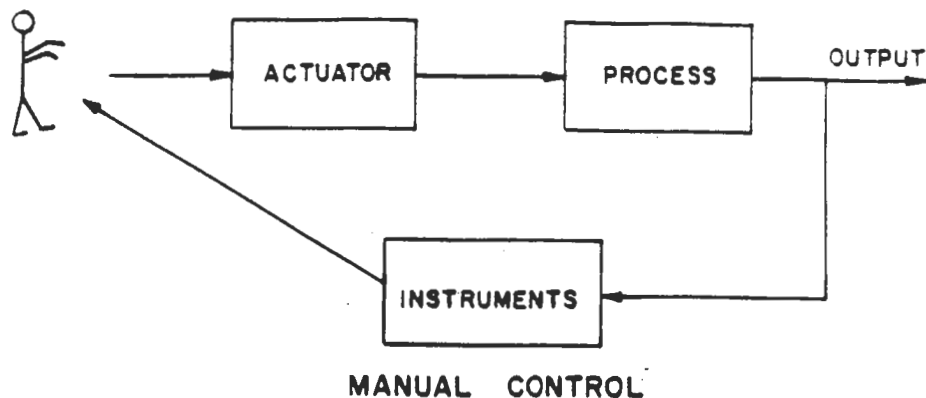 ACTUATOR
PROCESS
OUTPUT
INSTRUMENTS
MANUAL CONTROL